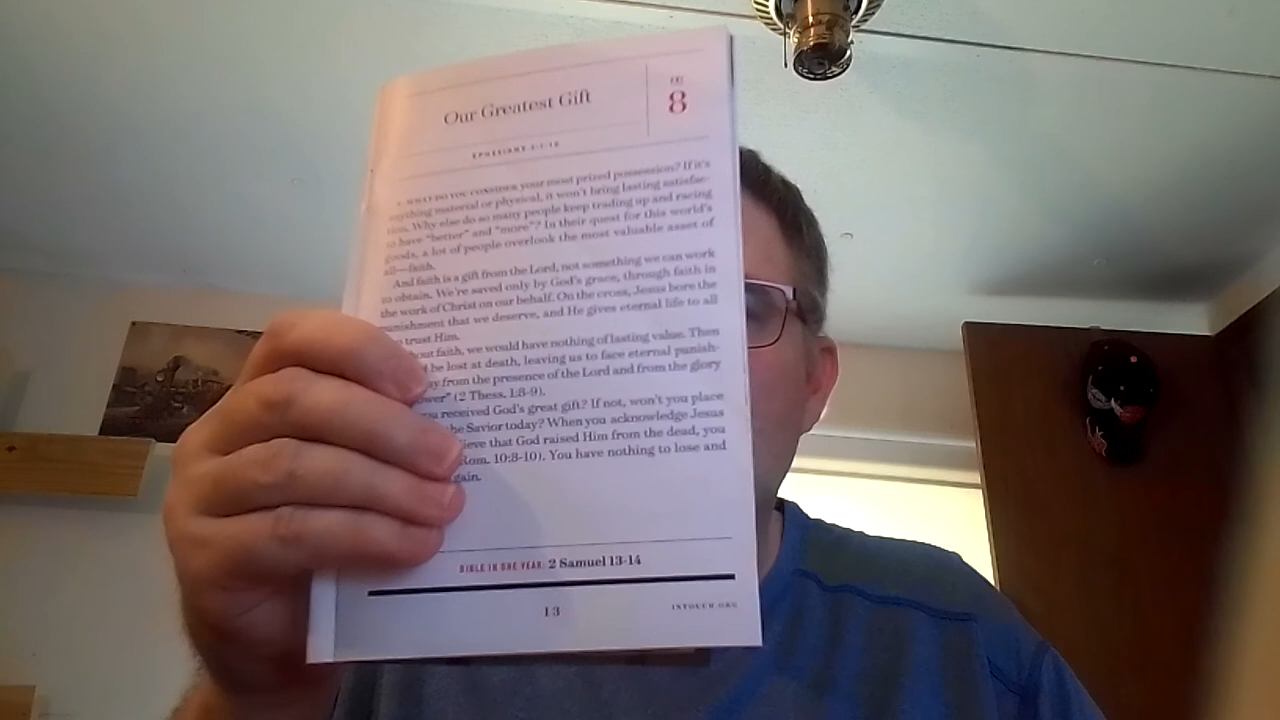 Our Greatest Gift
8
WHAT DO YOU CONSIDER your most prized possession? If it's
anything material or physical, it won't bring lasting satisfac-
tion. Why else do so many people keep trading up and racing
to have "better" and "more"? In their quest for this world's
goods, a lot of people overlook the most valuable asset of
all—faith.
And faith is a gift from the Lord, not something we can work
to obtain. We're saved only by God's grace, through faith in
the work of Christ on our behalf. On the cross, Jesus bore the
punishment that we deserve, and He gives eternal life to all
trust Him.
out faith, we would have nothing of lasting value. Then
be lost at death, leaving us to face eternal punish-
ay from the presence of the Lord and from the glory
ower" (2 Thess. 1:8-9).
you received God's great gift? If not, won't you place
the Savior today? When you acknowledge Jesus
lieve that God raised Him from the dead, you
Rom. 10:8-10). You have nothing to lose and
gain.
BIBLE IN ONE YEAR: 2 Samuel 13-14
13
INTOUCH.ORG